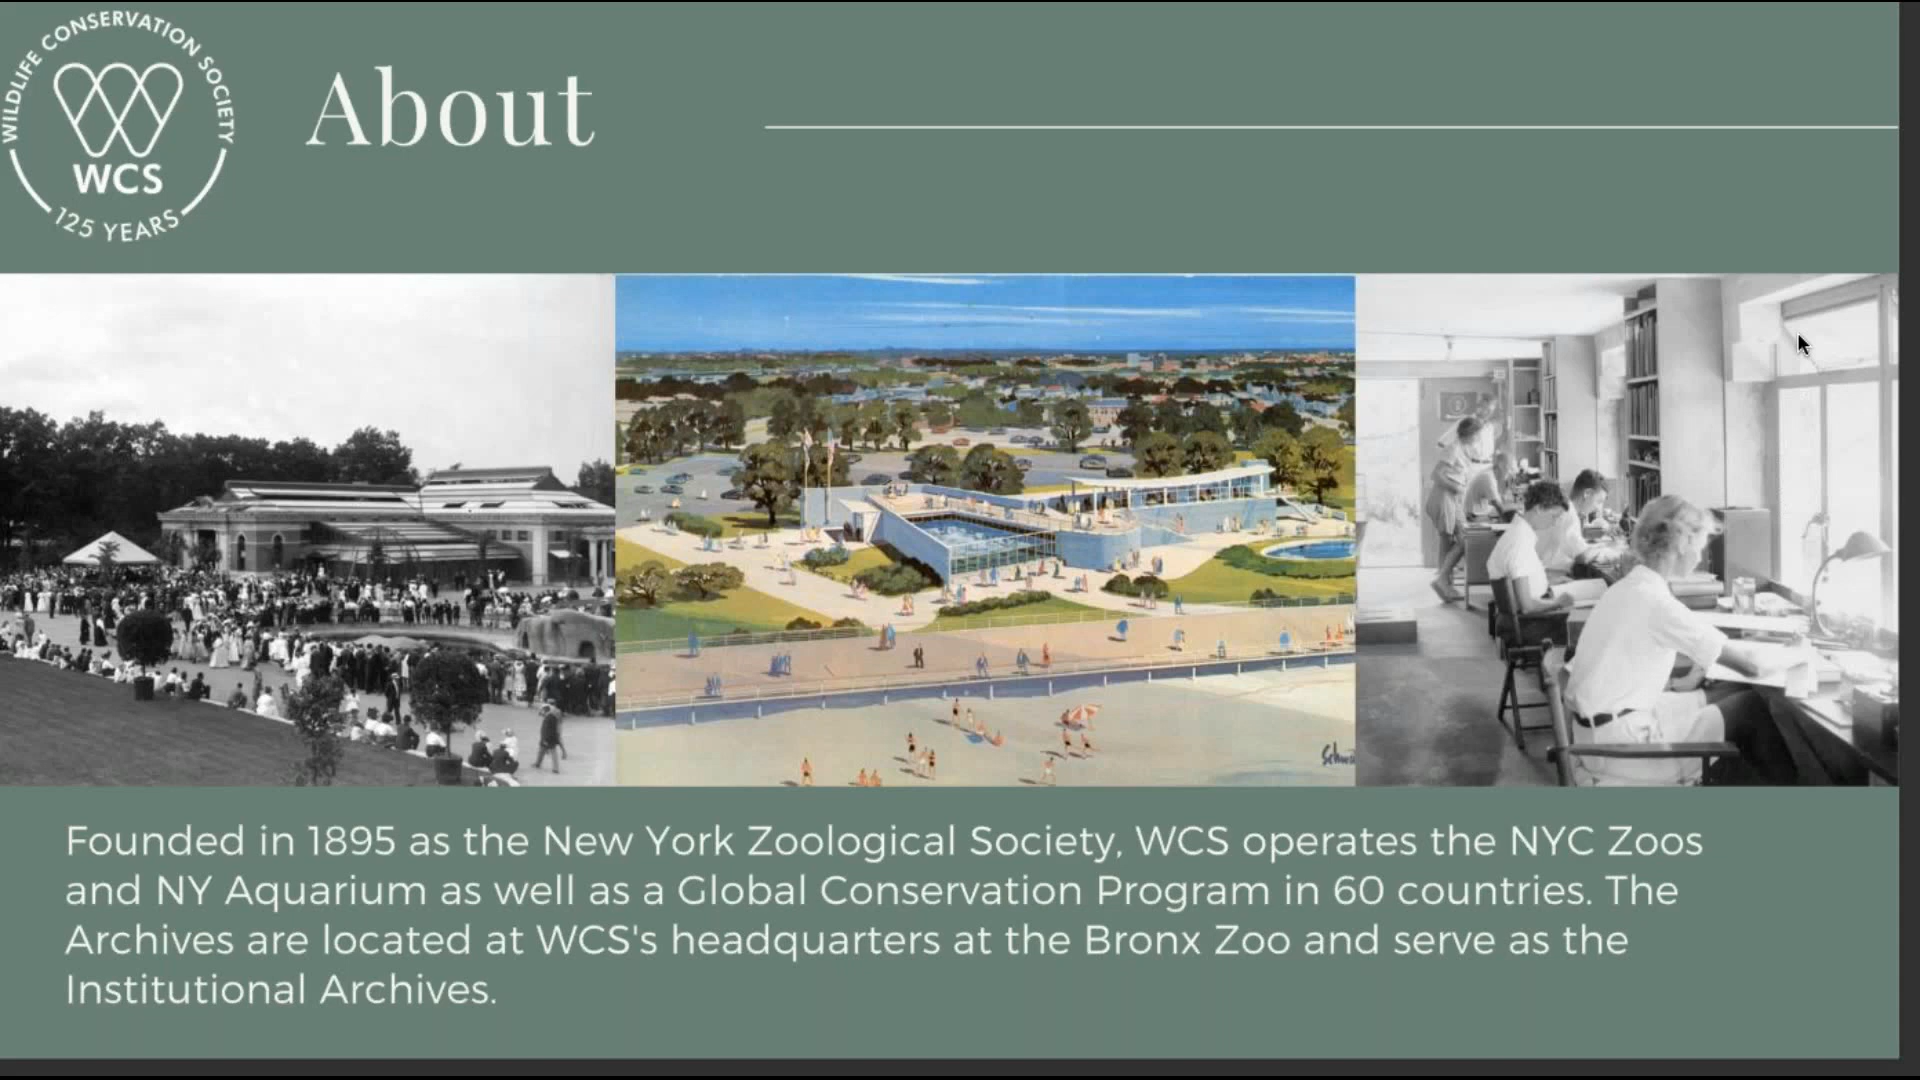 WILDLIFE CONSERVATION SOCIETY
WCS
125 YEARS
About
Founded in 1895 as the New York Zoological Society, WCS operates the NYC Zoos
and NY Aquarium as well as a Global Conservation Program in 60 countries. The
Archives are located at WCS's headquarters at the Bronx Zoo and serve as the
Institutional Archives.